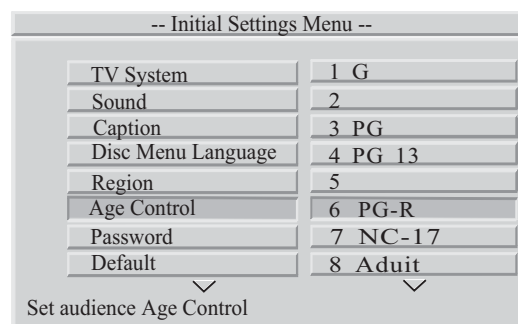 -- Initial Settings Menu --
TV System
Sound
Caption
Disc Menu Language
Region
Age Control
Password
Default
1 G
2
3 PG
4 PG 13
5
6 PG-R
7 NC-17
8 Aduit
Set audience Age Control